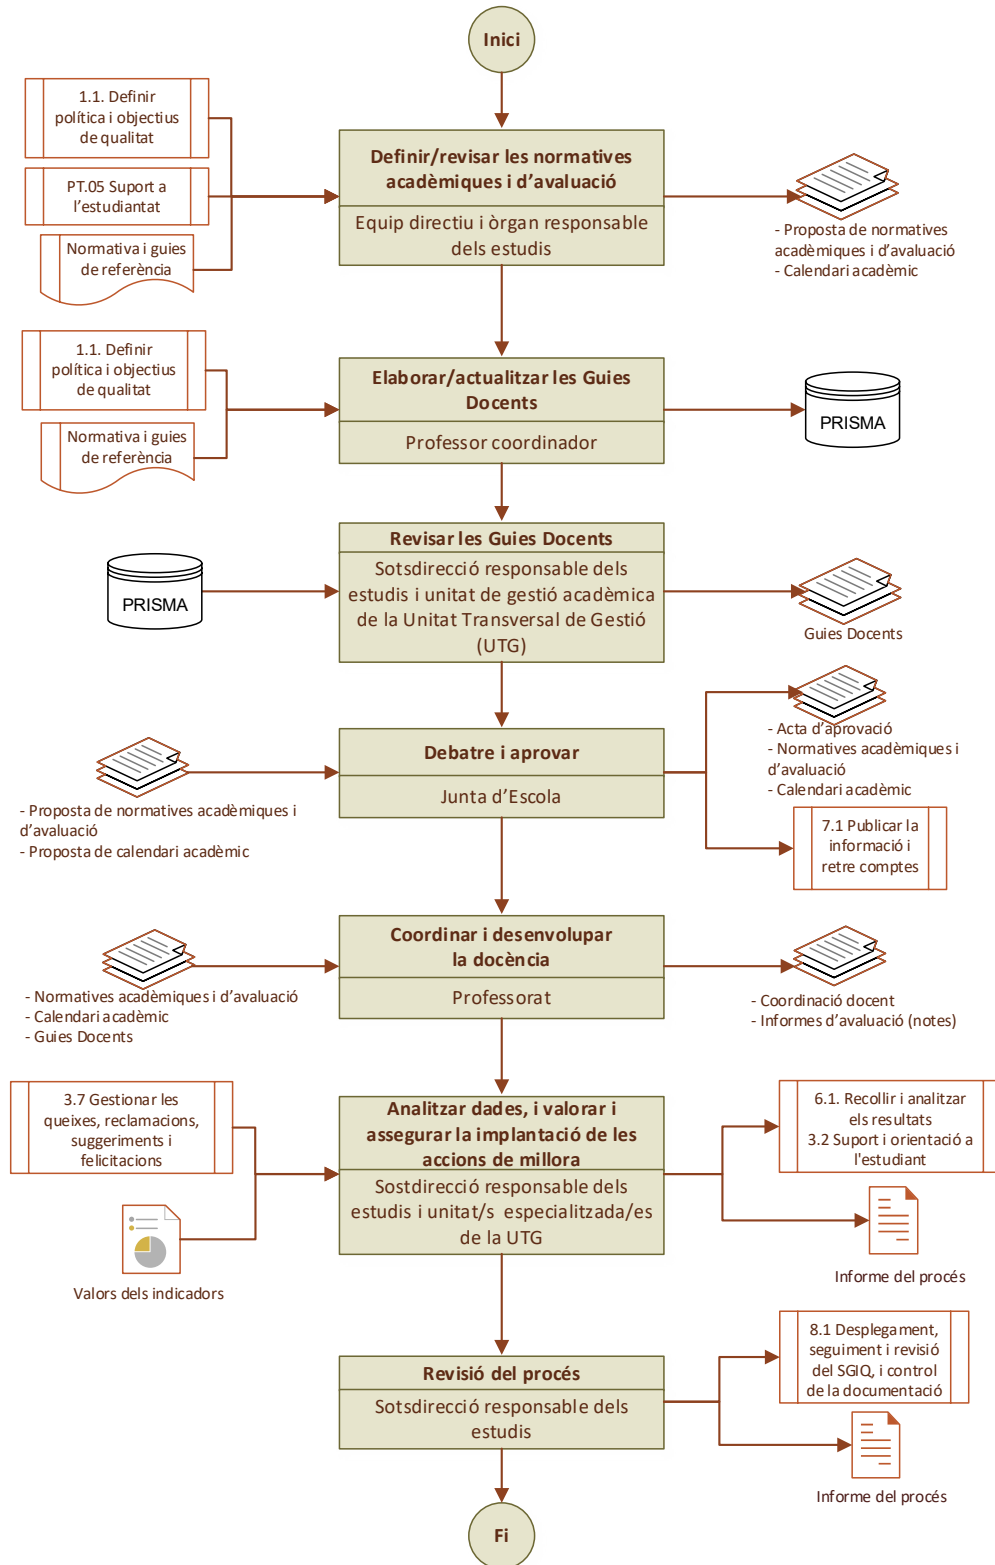 Inici
1.1. Definir
política i objectius
de qualitat
PT.05 Suport a
l'estudiantat
Normativa i guies
de referència
Definir/revisar les normatives
acadèmiques i d'avaluació
Equip directiu i òrgan responsable
dels estudis
- Proposta de normatives
acadèmiques i d'avaluació
- Calendari acadèmic
1.1. Definir
política i objectius
de qualitat
Normativa i guies
de referència
Elaborar/actualitzar les Guies
Docents
Professor coordinador
PRISMA
PRISMA
Revisar les Guies Docents
Sotsdirecció responsable dels
estudis i unitat de gestió acadèmica
de la Unitat Transversal de Gestió
(UTG)
Guies Docents
- Proposta de normatives acadèmiques i
d'avaluació
- Proposta de calendari acadèmic
Debatre i aprovar
Junta d'Escola
- Acta d'aprovació
- Normatives acadèmiques i
d'avaluació
- Calendari acadèmic
7.1 Publicar la
informació i
retre comptes
- Normatives acadèmiques i d'avaluació
- Calendari acadèmic
- Guies Docents
Coordinar i desenvolupar
la docència
Professorat
- Coordinació docent
- Informes d'avaluació (notes)
3.7 Gestionar les
queixes, reclamacions,
suggeriments i
felicitacions
Valors dels indicadors
Analitzar dades, i valorar i
assegurar la implantació de les
accions de millora
Sostdirecció responsable dels
estudis i unitat/s especialitzada/es
de la UTG
6.1. Recollir i analitzar
els resultats
3.2 Suport i orientació a
l'estudiant
Informe del procés
Revisió del procés
Sotsdirecció responsable dels
estudis
8.1 Desplegament,
seguiment i revisió
del SGIQ, i control
de la documentació
Informe del procés
Fi